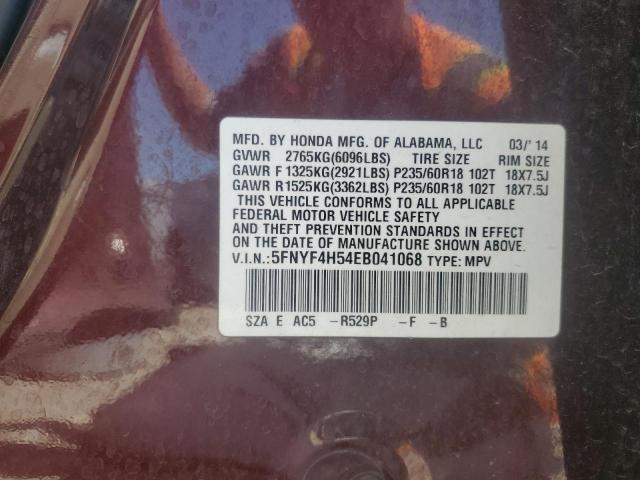 MFD. BY HONDA MFG. OF ALABAMA, LLC 03/'14
GVWR 2765KG(6096LBS) TIRE SIZE RIM SIZE
GAWR F 1325KG(2921LBS) P235/60R18 102T 18X7.5J
GAWR R 1525KG(3362LBS) P235/60R18 102T 18X7.5J
THIS VEHICLE CONFORMS TO ALL APPLICABLE
FEDERAL MOTOR VEHICLE SAFETY
AND THEFT PREVENTION STANDARDS IN EFFECT
ON THE DATE OF MANUFACTURE SHOWN ABOVE.
V.I.N.: 5FNYF4H54EB041068 TYPE: MPV
SZA E AC5 -R529P -F -B